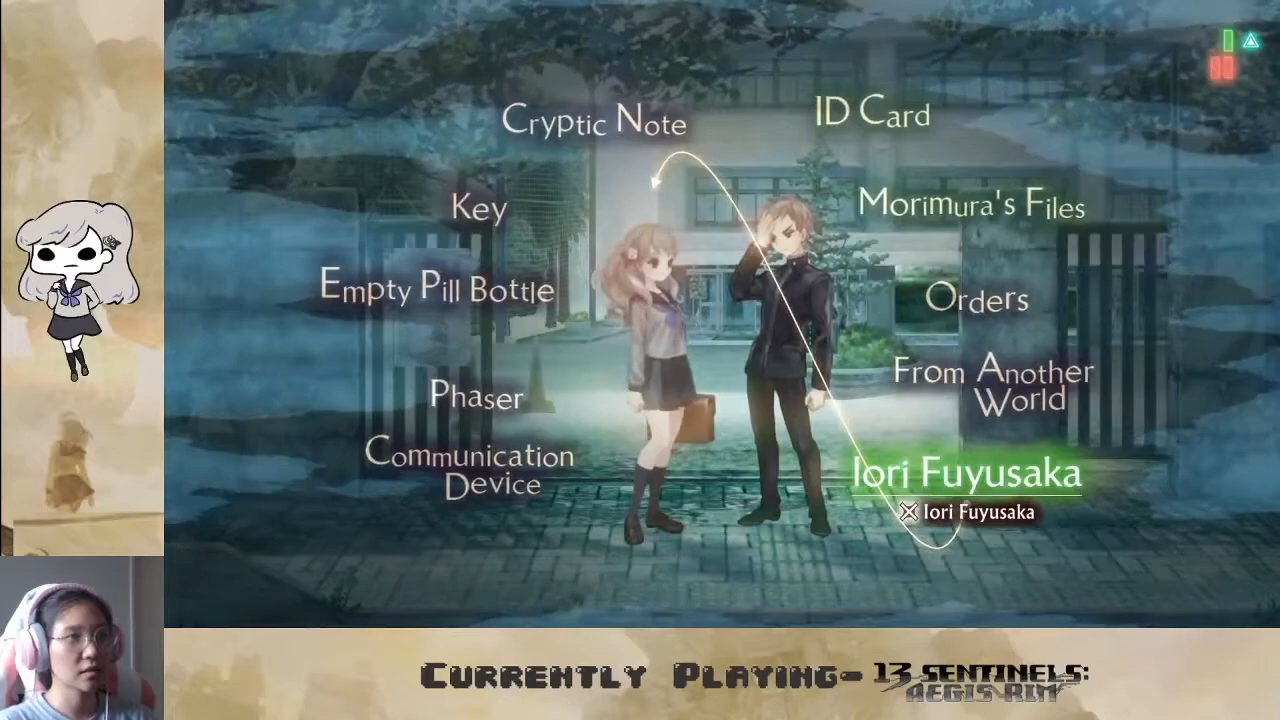 Cryptic Note
ID Card
Key
Morimura's Files
Empty Pill Bottle
Orders
Phaser
From Another
World
Communication
Device
Iori Fuyusaka
Iori Fuyusaka
Currently Playing- 13 SENTINELS:
AEGIS RIM